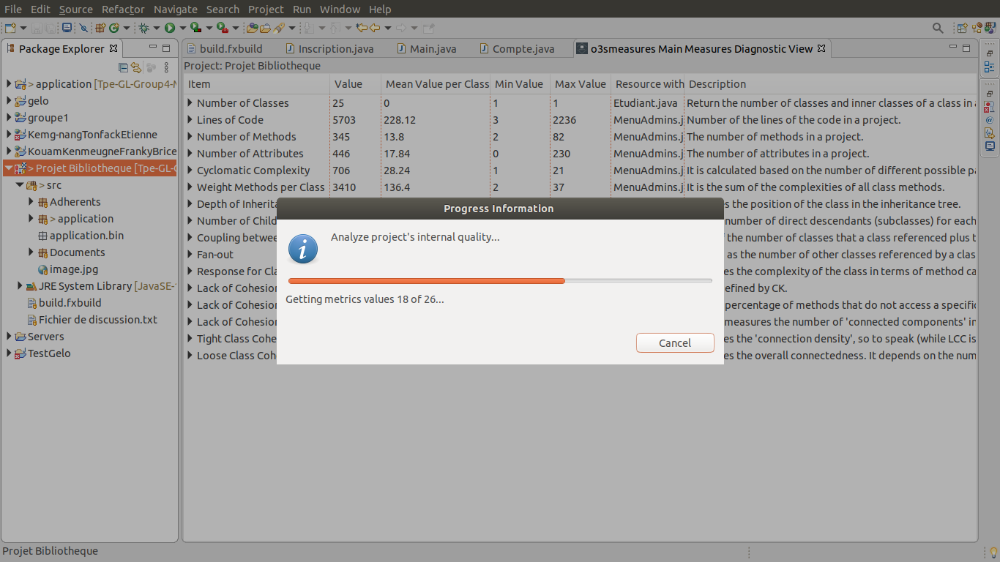 File Edit Source Refactor Navigate Search Project Run Window Help
Package Explorer
> application [Tpe-GL-Group4-
gelo
groupe1
Kemg-nangTonfackEtienne
KouamKenmeugneFrankyBrice
> Projet Bibliotheque [Tpe-GL-
> src
Adherents
> application
application.bin
Documents
image.jpg
JRE System Library [JavaSE-
build.fxbuild
Fichier de discussion.txt
Servers
TestGelo
build.fxbuild Inscription.java Main.java Compte.java o3smeasures Main Measures Diagnostic View
Project: Projet Bibliotheque
Item Value Mean Value per Class Min Value Max Value Resource with Description
Number of Classes 25 0 1 1 Etudiant.java Return the number of classes and inner classes of a class in a
Lines of Code 5703 228.12 3 2236 MenuAdmins.j Number of the lines of the code in a project.
Number of Methods 345 13.8 2 82 MenuAdmins.j The number of methods in a project.
Number of Attributes 446 17.84 0 230 MenuAdmins.j The number of attributes in a project.
Cyclomatic Complexity 706 28.24 1 21 MenuAdmins.j It is calculated based on the number of different possible pa
Weight Methods per Class 3410 136.4 2 37 MenuAdmins.j It is the sum of the complexities of all class methods.
Depth of Inherita es the position of the class in the inheritance tree.
Number of Child number of direct descendants (subclasses) for each
Coupling betwee f the number of classes that a class referenced plus t
Fan-out as the number of other classes referenced by a clas
Response for Cla es the complexity of the class in terms of method ca
Lack of Cohesion efined by CK.
Lack of Cohesion percentage of methods that do not access a specific
Lack of Cohesion measures the number of 'connected components' in
Tight Class Cohe es the 'connection density', so to speak (while LCC is
Loose Class Coh es the overall connectedness. It depends on the num
Progress Information
Analyze project's internal quality...
Getting metrics values 18 of 26...
Cancel
Projet Bibliotheque